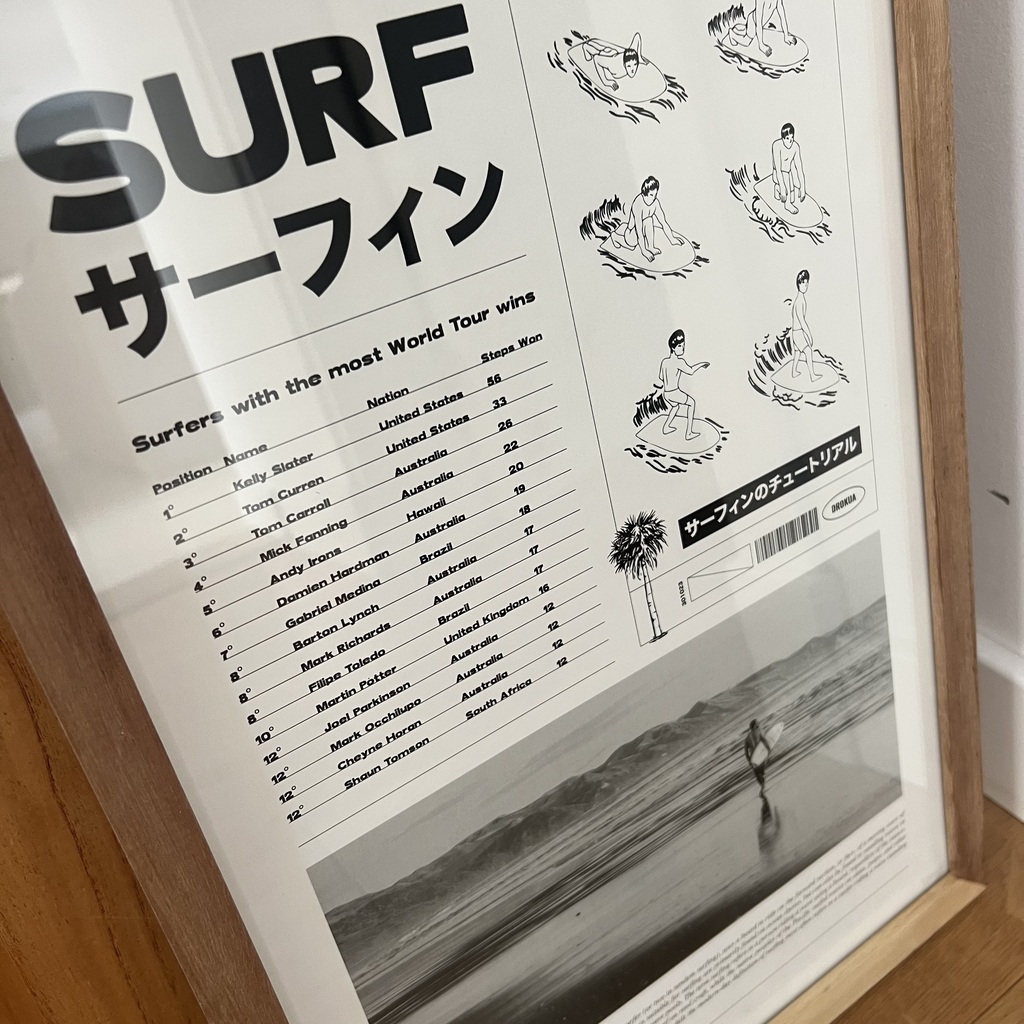 SURF
サーフィン
Surfers with the most World Tour wins
Position Name Nation Steps Won
1° Kelly Slater United States 56
2° Tom Curren United States 33
3° Tom Carroll Australia 26
4° Mick Fanning Australia 22
5° Andy Irons Hawaii 20
6° Damien Hardman Australia 19
7° Gabriel Medina Brazil 18
8° Barton Lynch Australia 17
8° Mark Richards Australia 17
8° Filipe Toledo Brazil 17
10° Martin Potter United Kingdom 16
12° Joel Parkinson Australia 12
12° Mark Occhilupo Australia 12
12° Cheyne Horan Australia 12
12° Shaun Tomson South Africa 12
サーフィンのチュートリアル
DROKUA